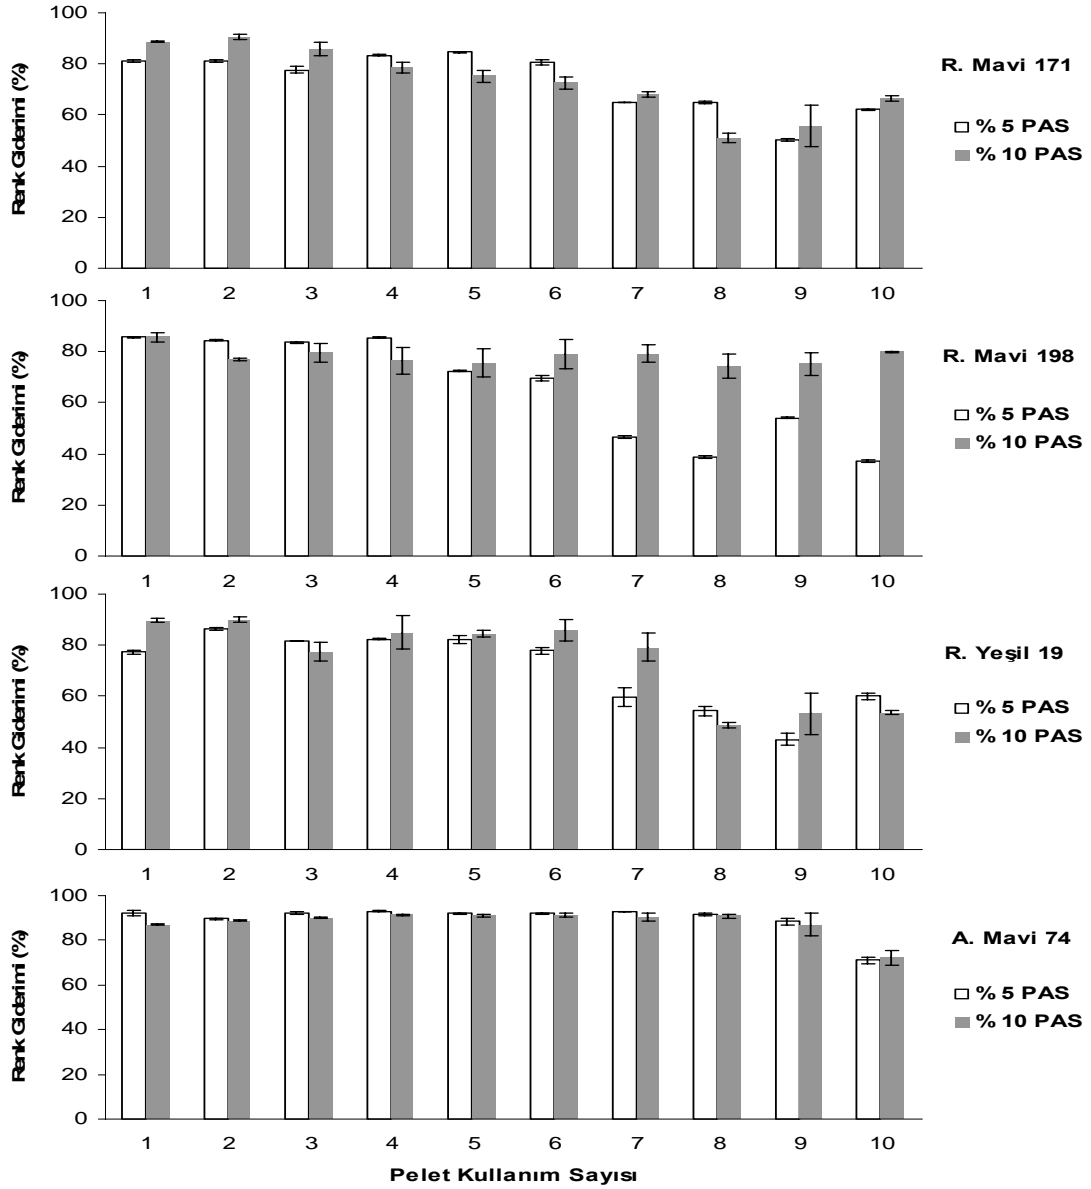 R. Mavi 171
% 5 PAS
% 10 PAS
Renk Giderimi (%)
100
80
60
40
20
0
1 2 3 4 5 6 7 8 9 10
R. Mavi 198
% 5 PAS
% 10 PAS
Renk Giderimi (%)
100
80
60
40
20
0
1 2 3 4 5 6 7 8 9 10
R. Yeşil 19
% 5 PAS
% 10 PAS
Renk Giderimi (%)
100
80
60
40
20
0
1 2 3 4 5 6 7 8 9 10
A. Mavi 74
% 5 PAS
% 10 PAS
Renk Giderimi (%)
100
80
60
40
20
0
1 2 3 4 5 6 7 8 9 10
Pelet Kullanım Sayısı